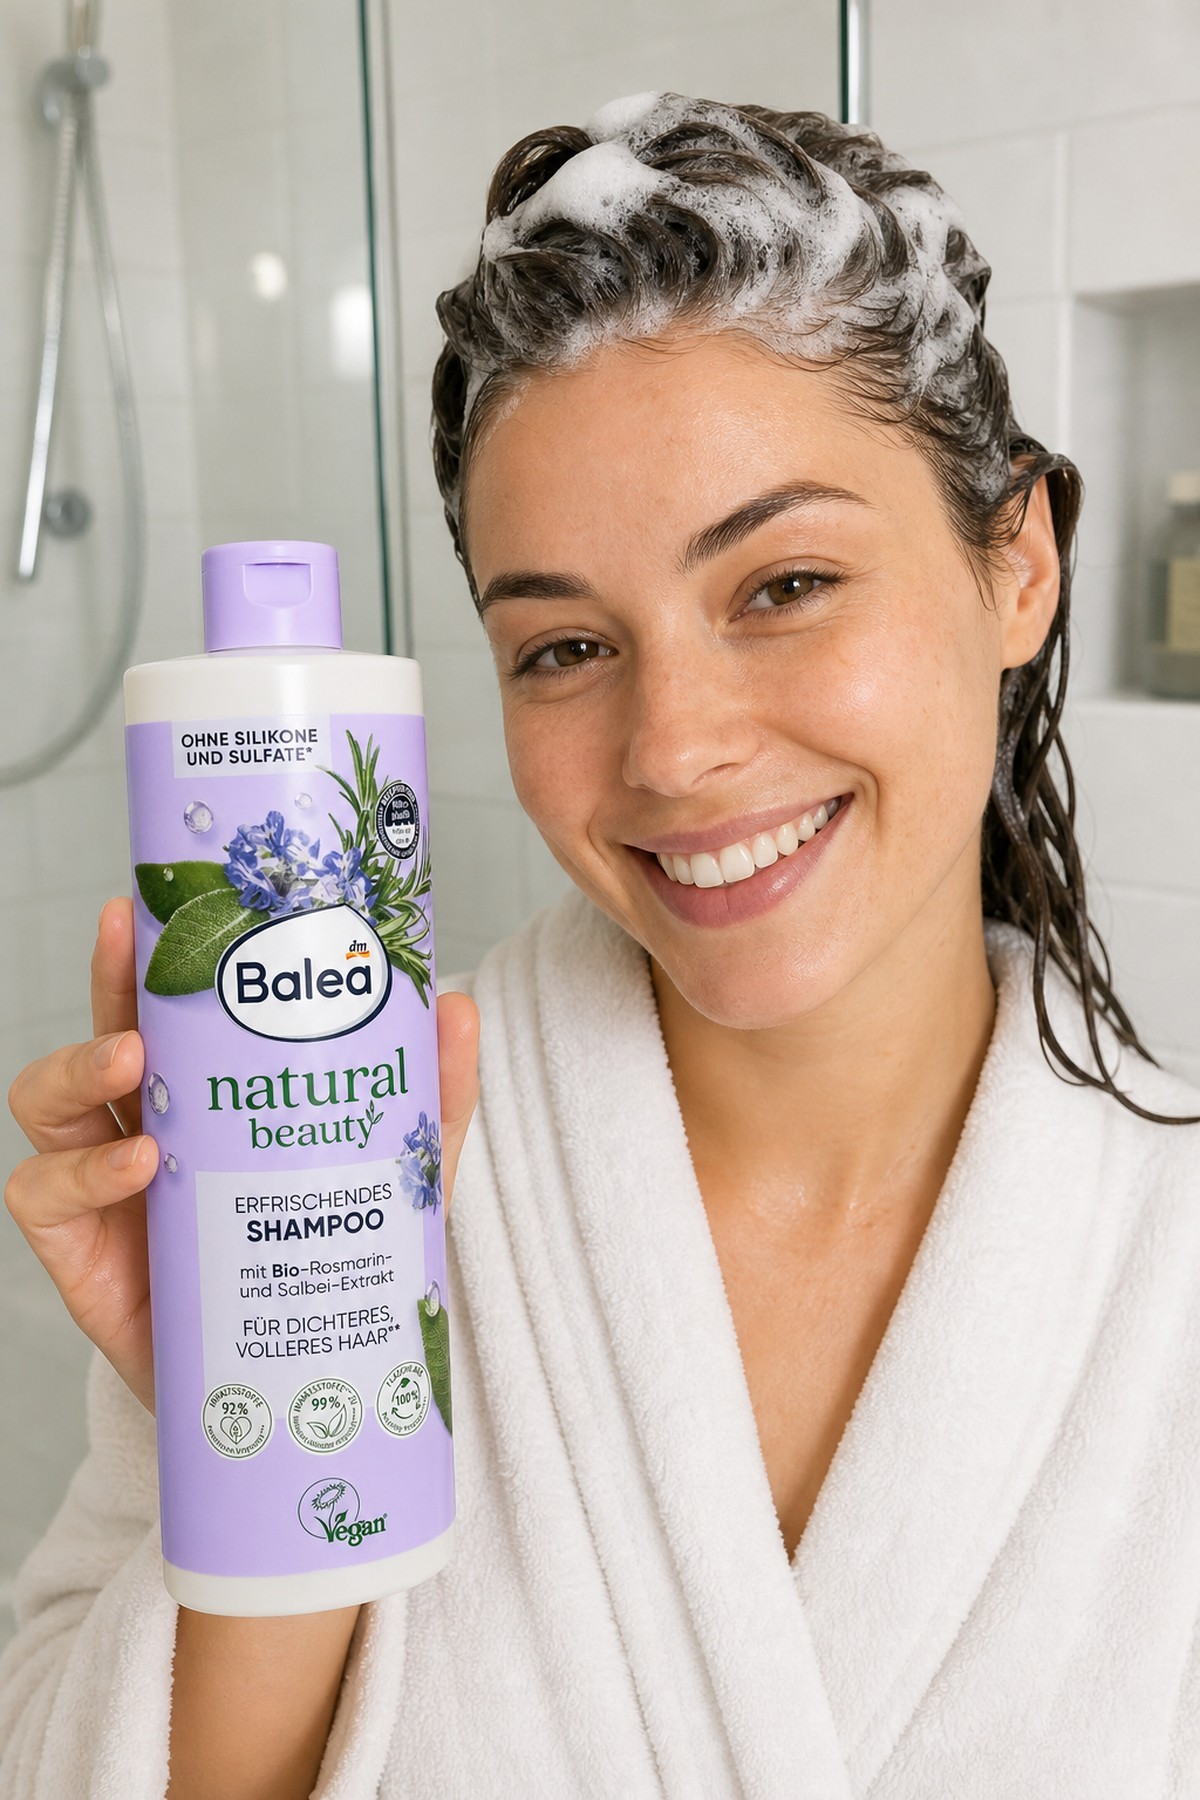 OHNE SILIKONE
UND SULFATE*
dm
Balea
natural
beauty
ERFRISCHENDES
SHAMPOO
mit Bio-Rosmarin-
und Salbei-Extrakt
FÜR DICHTERES,
VOLLERES HAAR°*
INHALTSSTOFFE
92%
99%
100%
Vegan